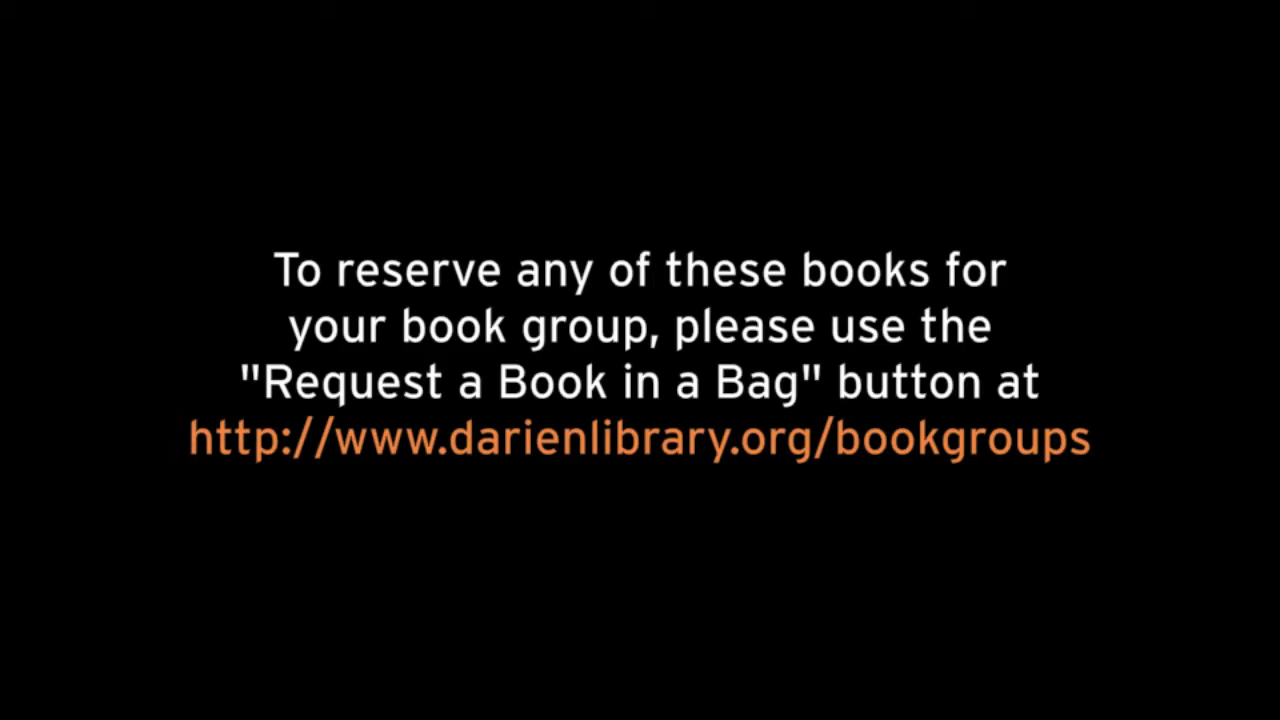 To reserve any of these books for
your book group, please use the
"Request a Book in a Bag" button at
http://www.darienlibrary.org/bookgroups